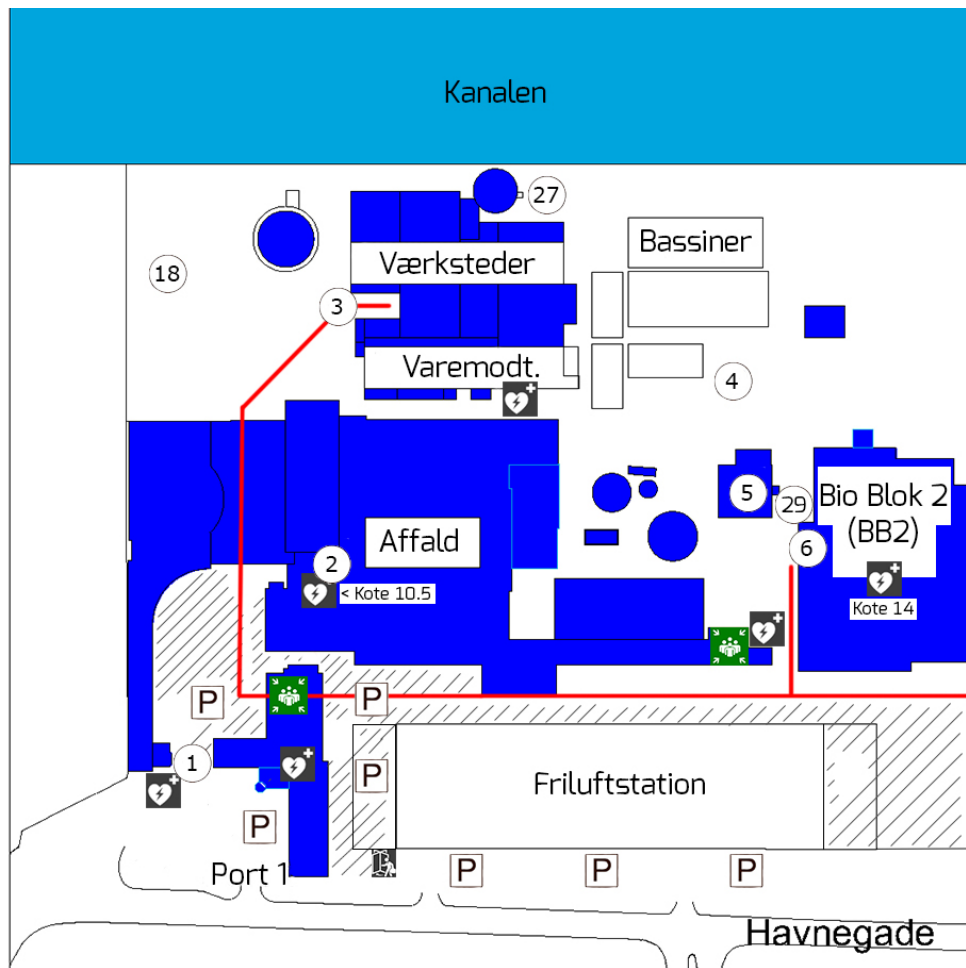 Kanalen
27
Bassiner
Værksteder
18
3
Varemodt.
4
5
29
Bio Blok 2
(BB2)
6
Affald
2
< Kote 10.5
Kote 14
P
P
1
P
Friluftstation
P
Port 1
P
P
P
Havnegade